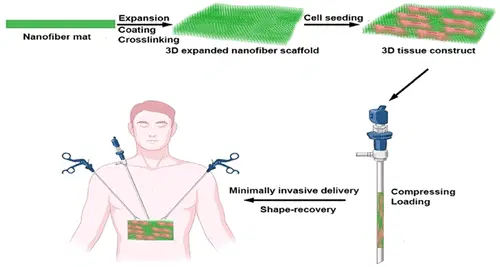 Nanofiber mat
Expansion
Coating
Crosslinking
3D expanded nanofiber scaffold
Cell seeding
3D tissue construct
Compressing
Loading
Minimally invasive delivery
Shape-recovery